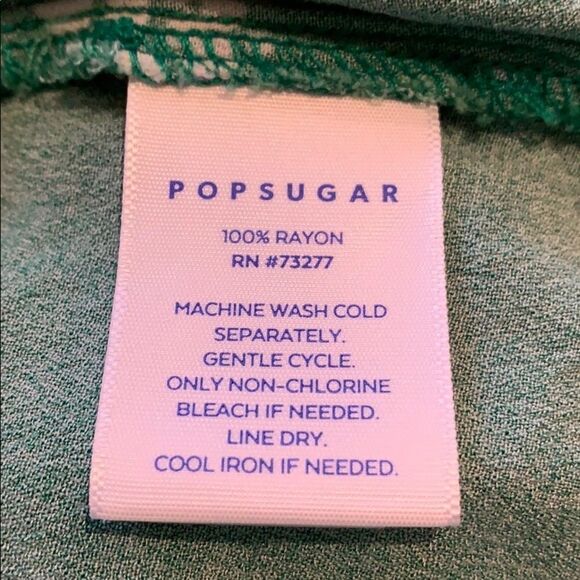 POPSUGAR
100% RAYON
RN #73277
MACHINE WASH COLD
SEPARATELY.
GENTLE CYCLE.
ONLY NON-CHLORINE
BLEACH IF NEEDED.
LINE DRY.
COOL IRON IF NEEDED.